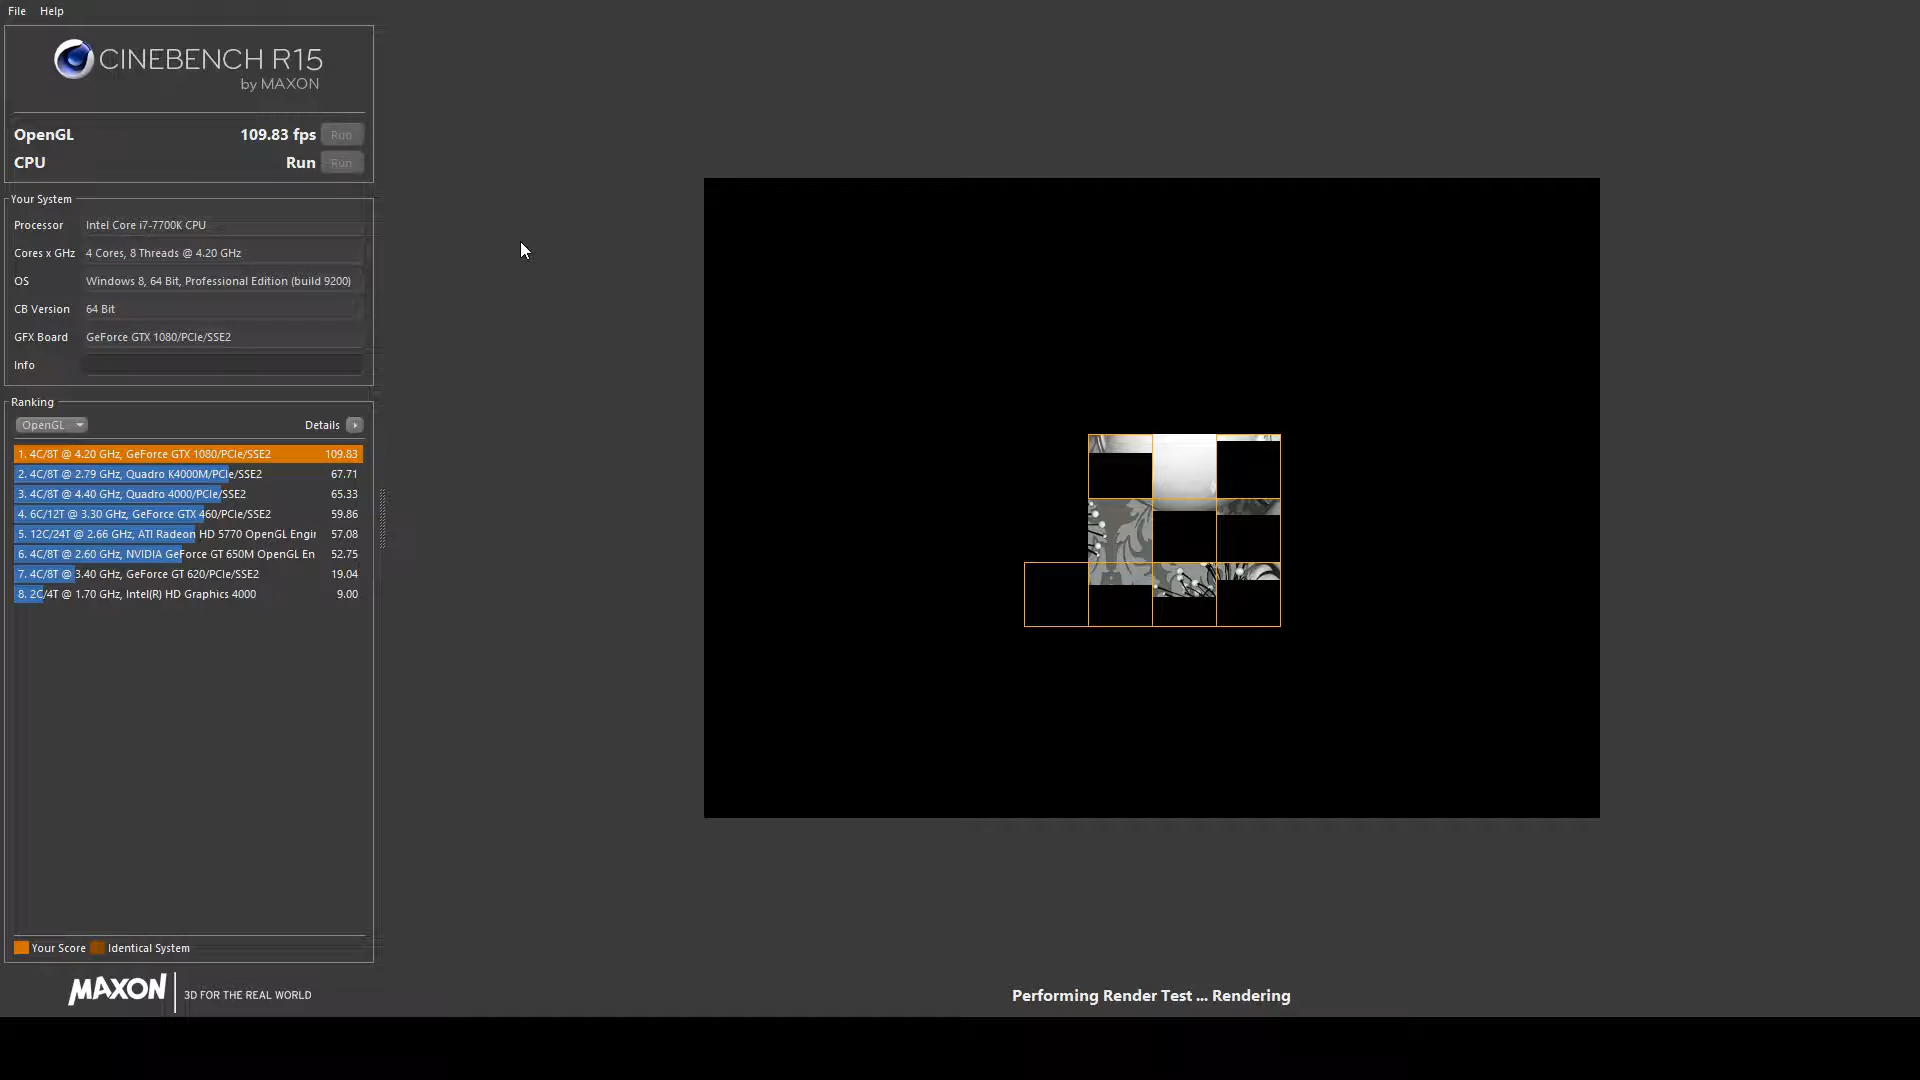 File Help
CINEBENCH R15
by MAXON
OpenGL 109.83 fps Run
CPU Run Run
Your System
Processor Intel Core i7-7700K CPU
Cores x GHz 4 Cores, 8 Threads @ 4.20 GHz
OS Windows 8, 64 Bit, Professional Edition (build 9200)
CB Version 64 Bit
GFX Board GeForce GTX 1080/PCIe/SSE2
Info
Ranking
OpenGL Details
1. 4C/8T @ 4.20 GHz, GeForce GTX 1080/PCIe/SSE2 109.83
2. 4C/8T @ 2.79 GHz, Quadro K4000M/PCIe/SSE2 67.71
3. 4C/8T @ 4.40 GHz, Quadro 4000/PCIe/SSE2 65.33
4. 6C/12T @ 3.30 GHz, GeForce GTX 460/PCIe/SSE2 59.86
5. 12C/24T @ 2.66 GHz, ATI Radeon HD 5770 OpenGL Engir 57.08
6. 4C/8T @ 2.60 GHz, NVIDIA GeForce GT 650M OpenGL En 52.75
7. 4C/8T @ 3.40 GHz, GeForce GT 620/PCIe/SSE2 19.04
8. 2C/4T @ 1.70 GHz, Intel(R) HD Graphics 4000 9.00
Your Score Identical System
MAXON 3D FOR THE REAL WORLD
Performing Render Test ... Rendering